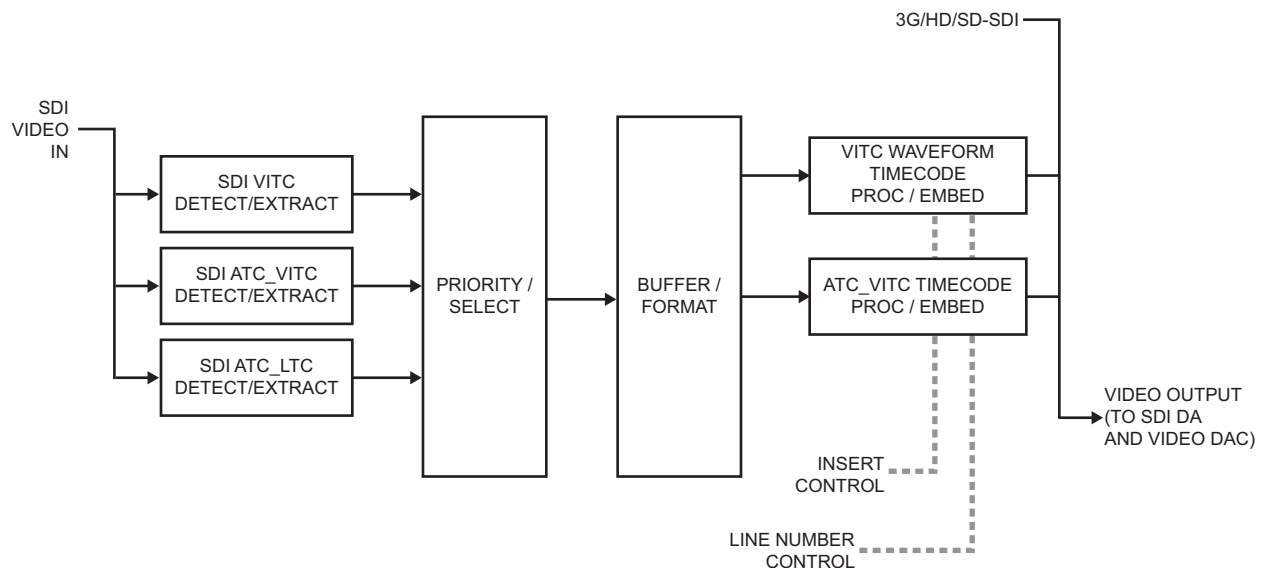 3G/HD/SD-SDI
SDI
VIDEO
IN
SDI VITC
DETECT/EXTRACT
SDI ATC_VITC
DETECT/EXTRACT
SDI ATC_LTC
DETECT/EXTRACT
PRIORITY /
SELECT
BUFFER /
FORMAT
VITC WAVEFORM
TIMECODE
PROC / EMBED
ATC_VITC TIMECODE
PROC / EMBED
VIDEO OUTPUT
(TO SDI DA
AND VIDEO DAC)
INSERT
CONTROL
LINE NUMBER
CONTROL